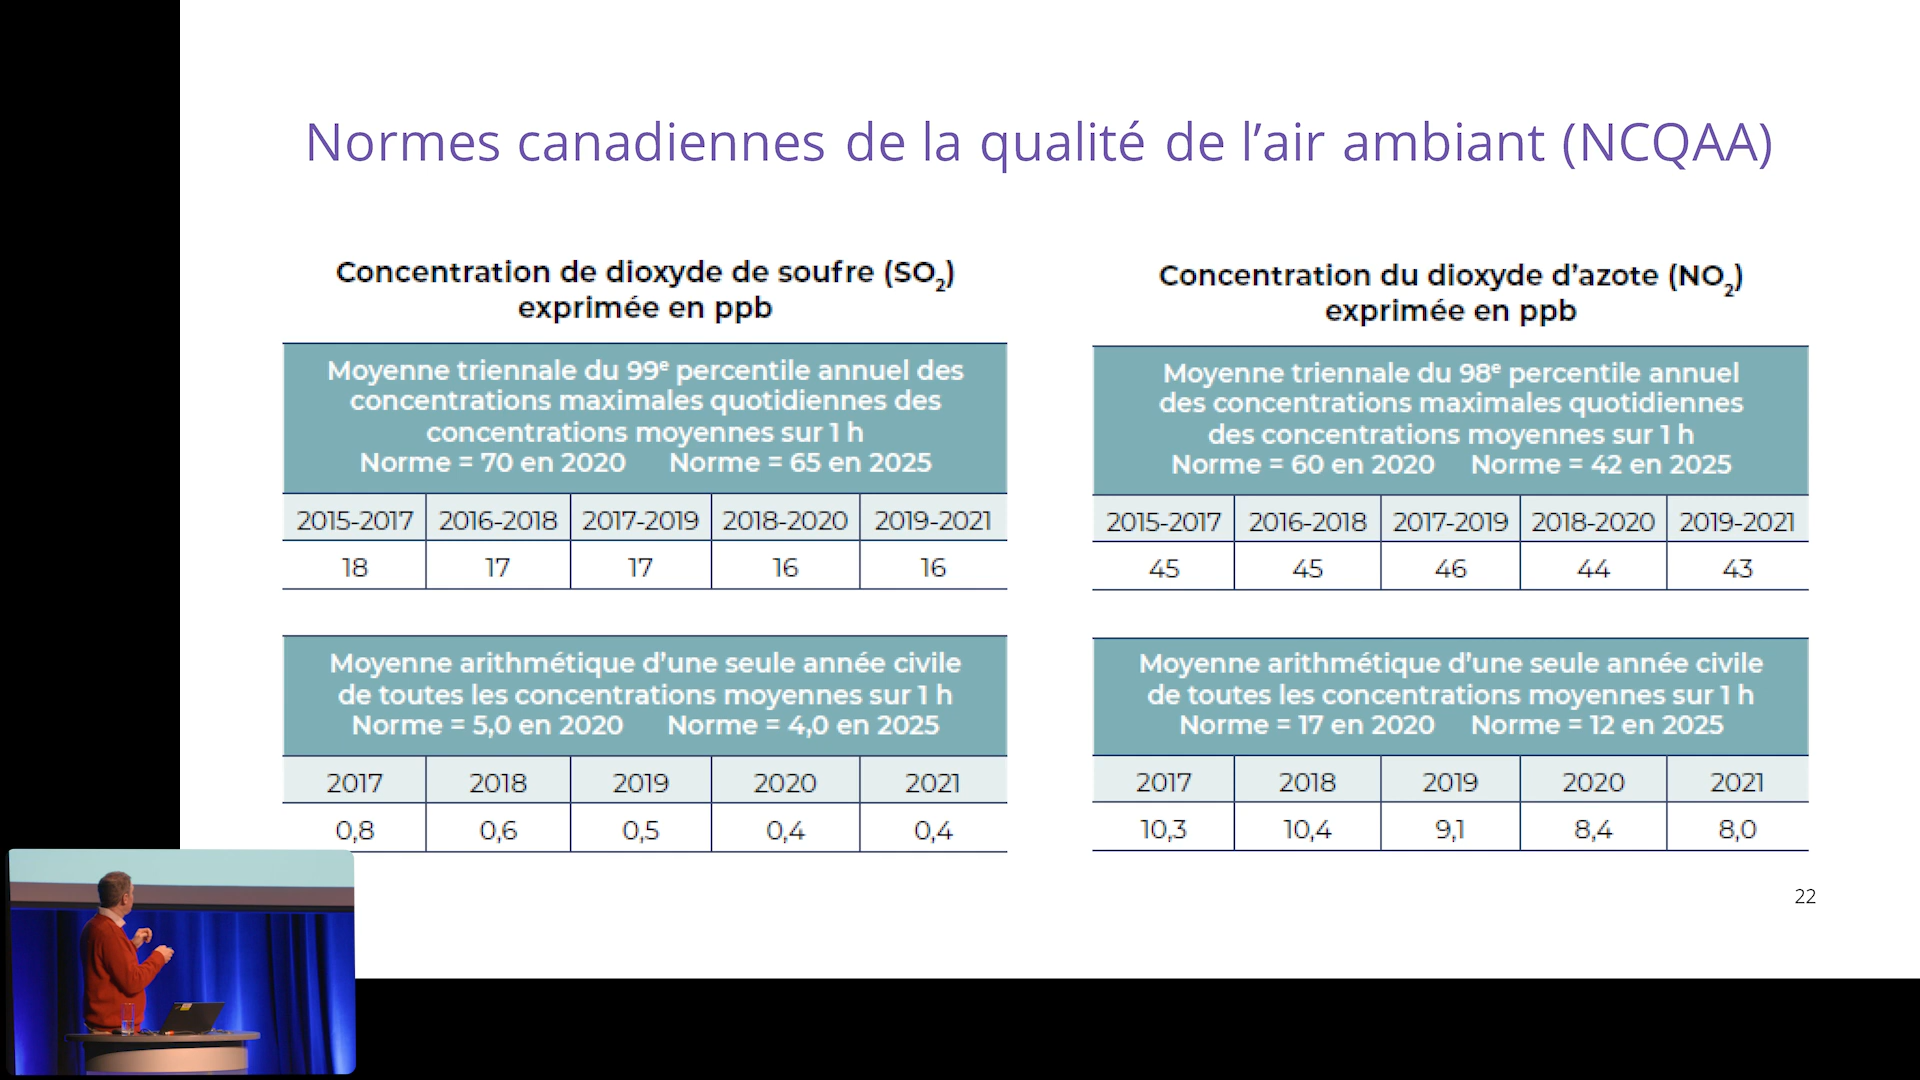 Normes canadiennes de la qualité de l’air ambiant (NCQAA)
Concentration de dioxyde de soufre (SO₂)
exprimée en ppb
Moyenne triennale du 99ᵉ percentile annuel des
concentrations maximales quotidiennes des
concentrations moyennes sur 1 h
Norme = 70 en 2020 Norme = 65 en 2025
2015-2017 2016-2018 2017-2019 2018-2020 2019-2021
18 17 17 16 16
Moyenne arithmétique d’une seule année civile
de toutes les concentrations moyennes sur 1 h
Norme = 5,0 en 2020 Norme = 4,0 en 2025
2017 2018 2019 2020 2021
0,8 0,6 0,5 0,4 0,4
Concentration du dioxyde d’azote (NO₂)
exprimée en ppb
Moyenne triennale du 98ᵉ percentile annuel
des concentrations maximales quotidiennes
des concentrations moyennes sur 1 h
Norme = 60 en 2020 Norme = 42 en 2025
2015-2017 2016-2018 2017-2019 2018-2020 2019-2021
45 45 46 44 43
Moyenne arithmétique d’une seule année civile
de toutes les concentrations moyennes sur 1 h
Norme = 17 en 2020 Norme = 12 en 2025
2017 2018 2019 2020 2021
10,3 10,4 9,1 8,4 8,0
22